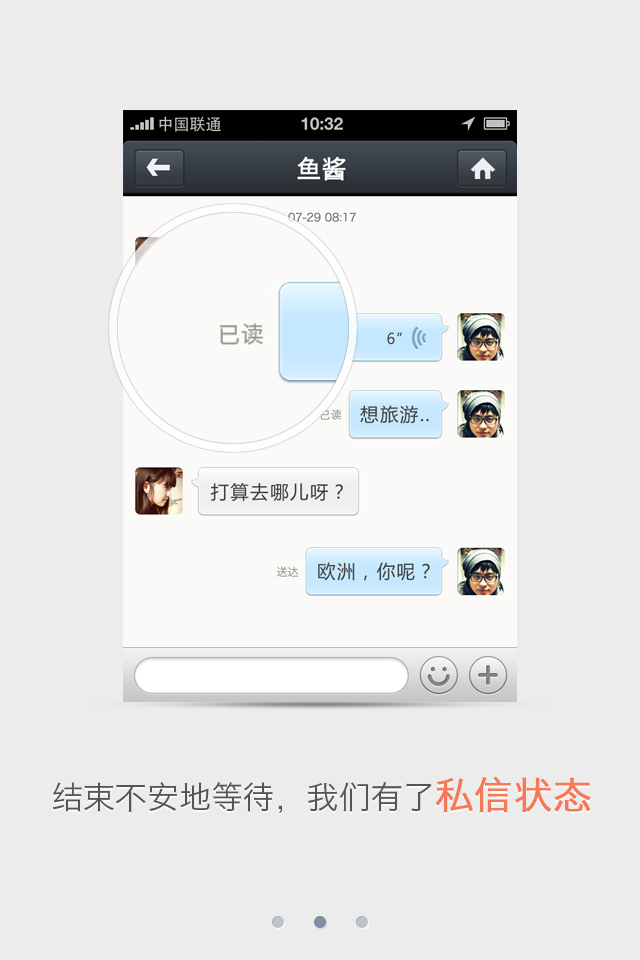 中国联通 10:32
鱼酱
07-29 08:17
已读
6“
已读
想旅游..
打算去哪儿呀？
送达
欧洲，你呢？
结束不安地等待，我们有了私信状态